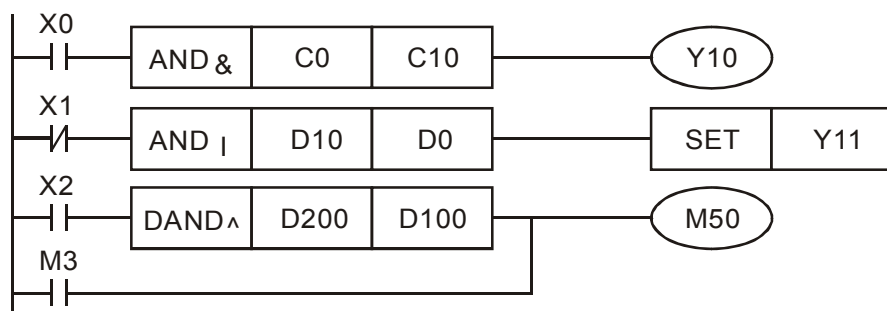 X0
AND & C0 C10 Y10
X1
AND | D10 D0 SET Y11
X2
DAND ^ D200 D100 M50
M3